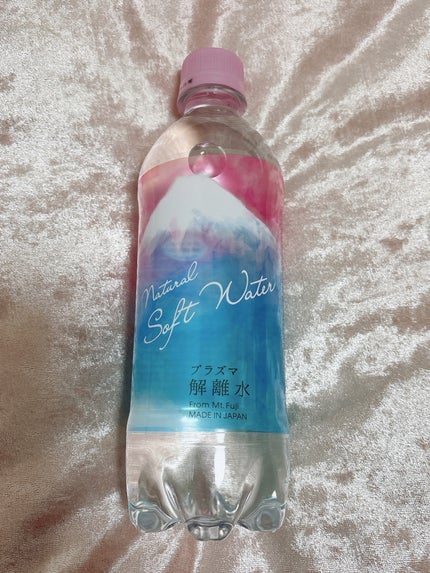 Natural
Soft Water
プラズマ
解離水
From Mt. Fuji
MADE IN JAPAN